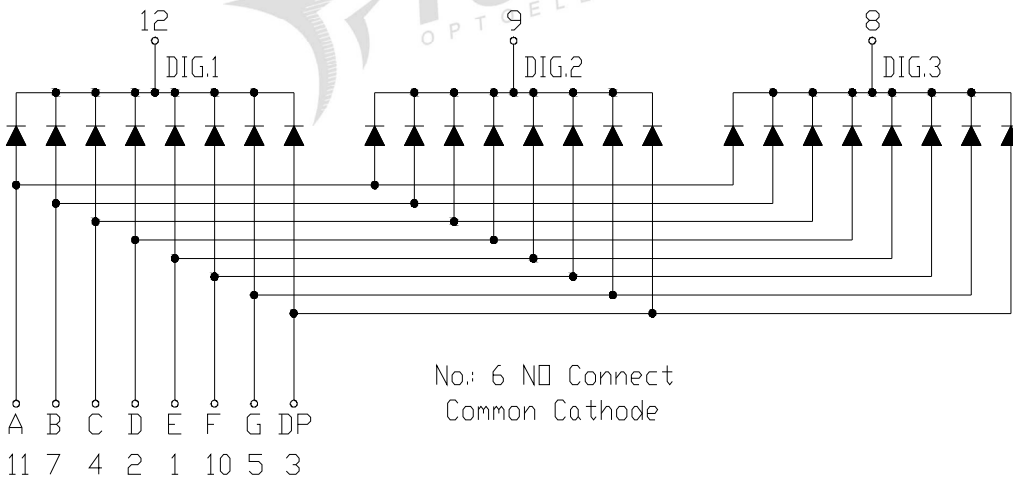 12 9 8
DIG.1 DIG.2 DIG.3
OPTOELE
No.: 6 NO Connect
Common Cathode
A B C D E F G DP
11 7 4 2 1 10 5 3